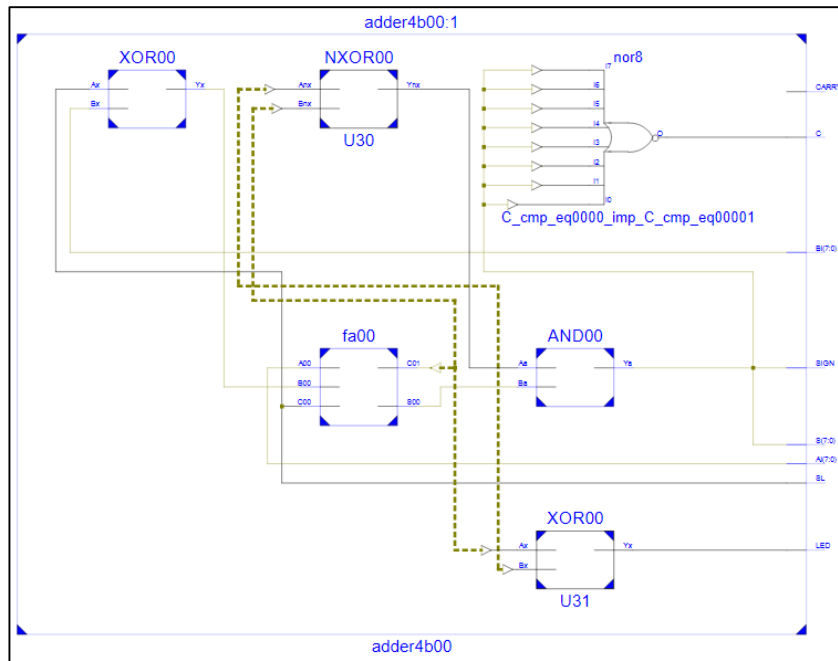 adder4b00:1
XOR00
Ax
Bx
Yx
NXOR00
Anx
Bnx
Ynx
U30
nor8
I7
I6
I5
I4
I3
I2
I1
I0
O
C_cmp_eq0000_imp_C_cmp_eq00001
CARRY
C
BI(7:0)
fa00
A00
B00
C00
C01
S00
AND00
Aa
Ba
Ya
SIGN
S(7:0)
AI(7:0)
SL
XOR00
Ax
Bx
Yx
U31
LED
adder4b00